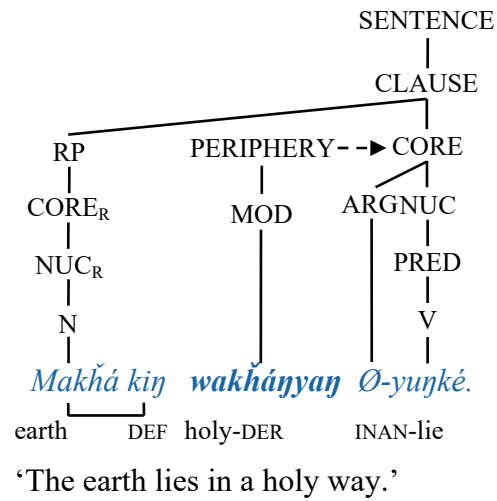 SENTENCE
CLAUSE
RP PERIPHERY CORE
CORER MOD ARG NUC
NUCR PRED
N V
Makȟá kiŋ wakȟáŋyaŋ Ø-yuŋké.
earth DEF holy-DER INAN-lie
‘The earth lies in a holy way.’